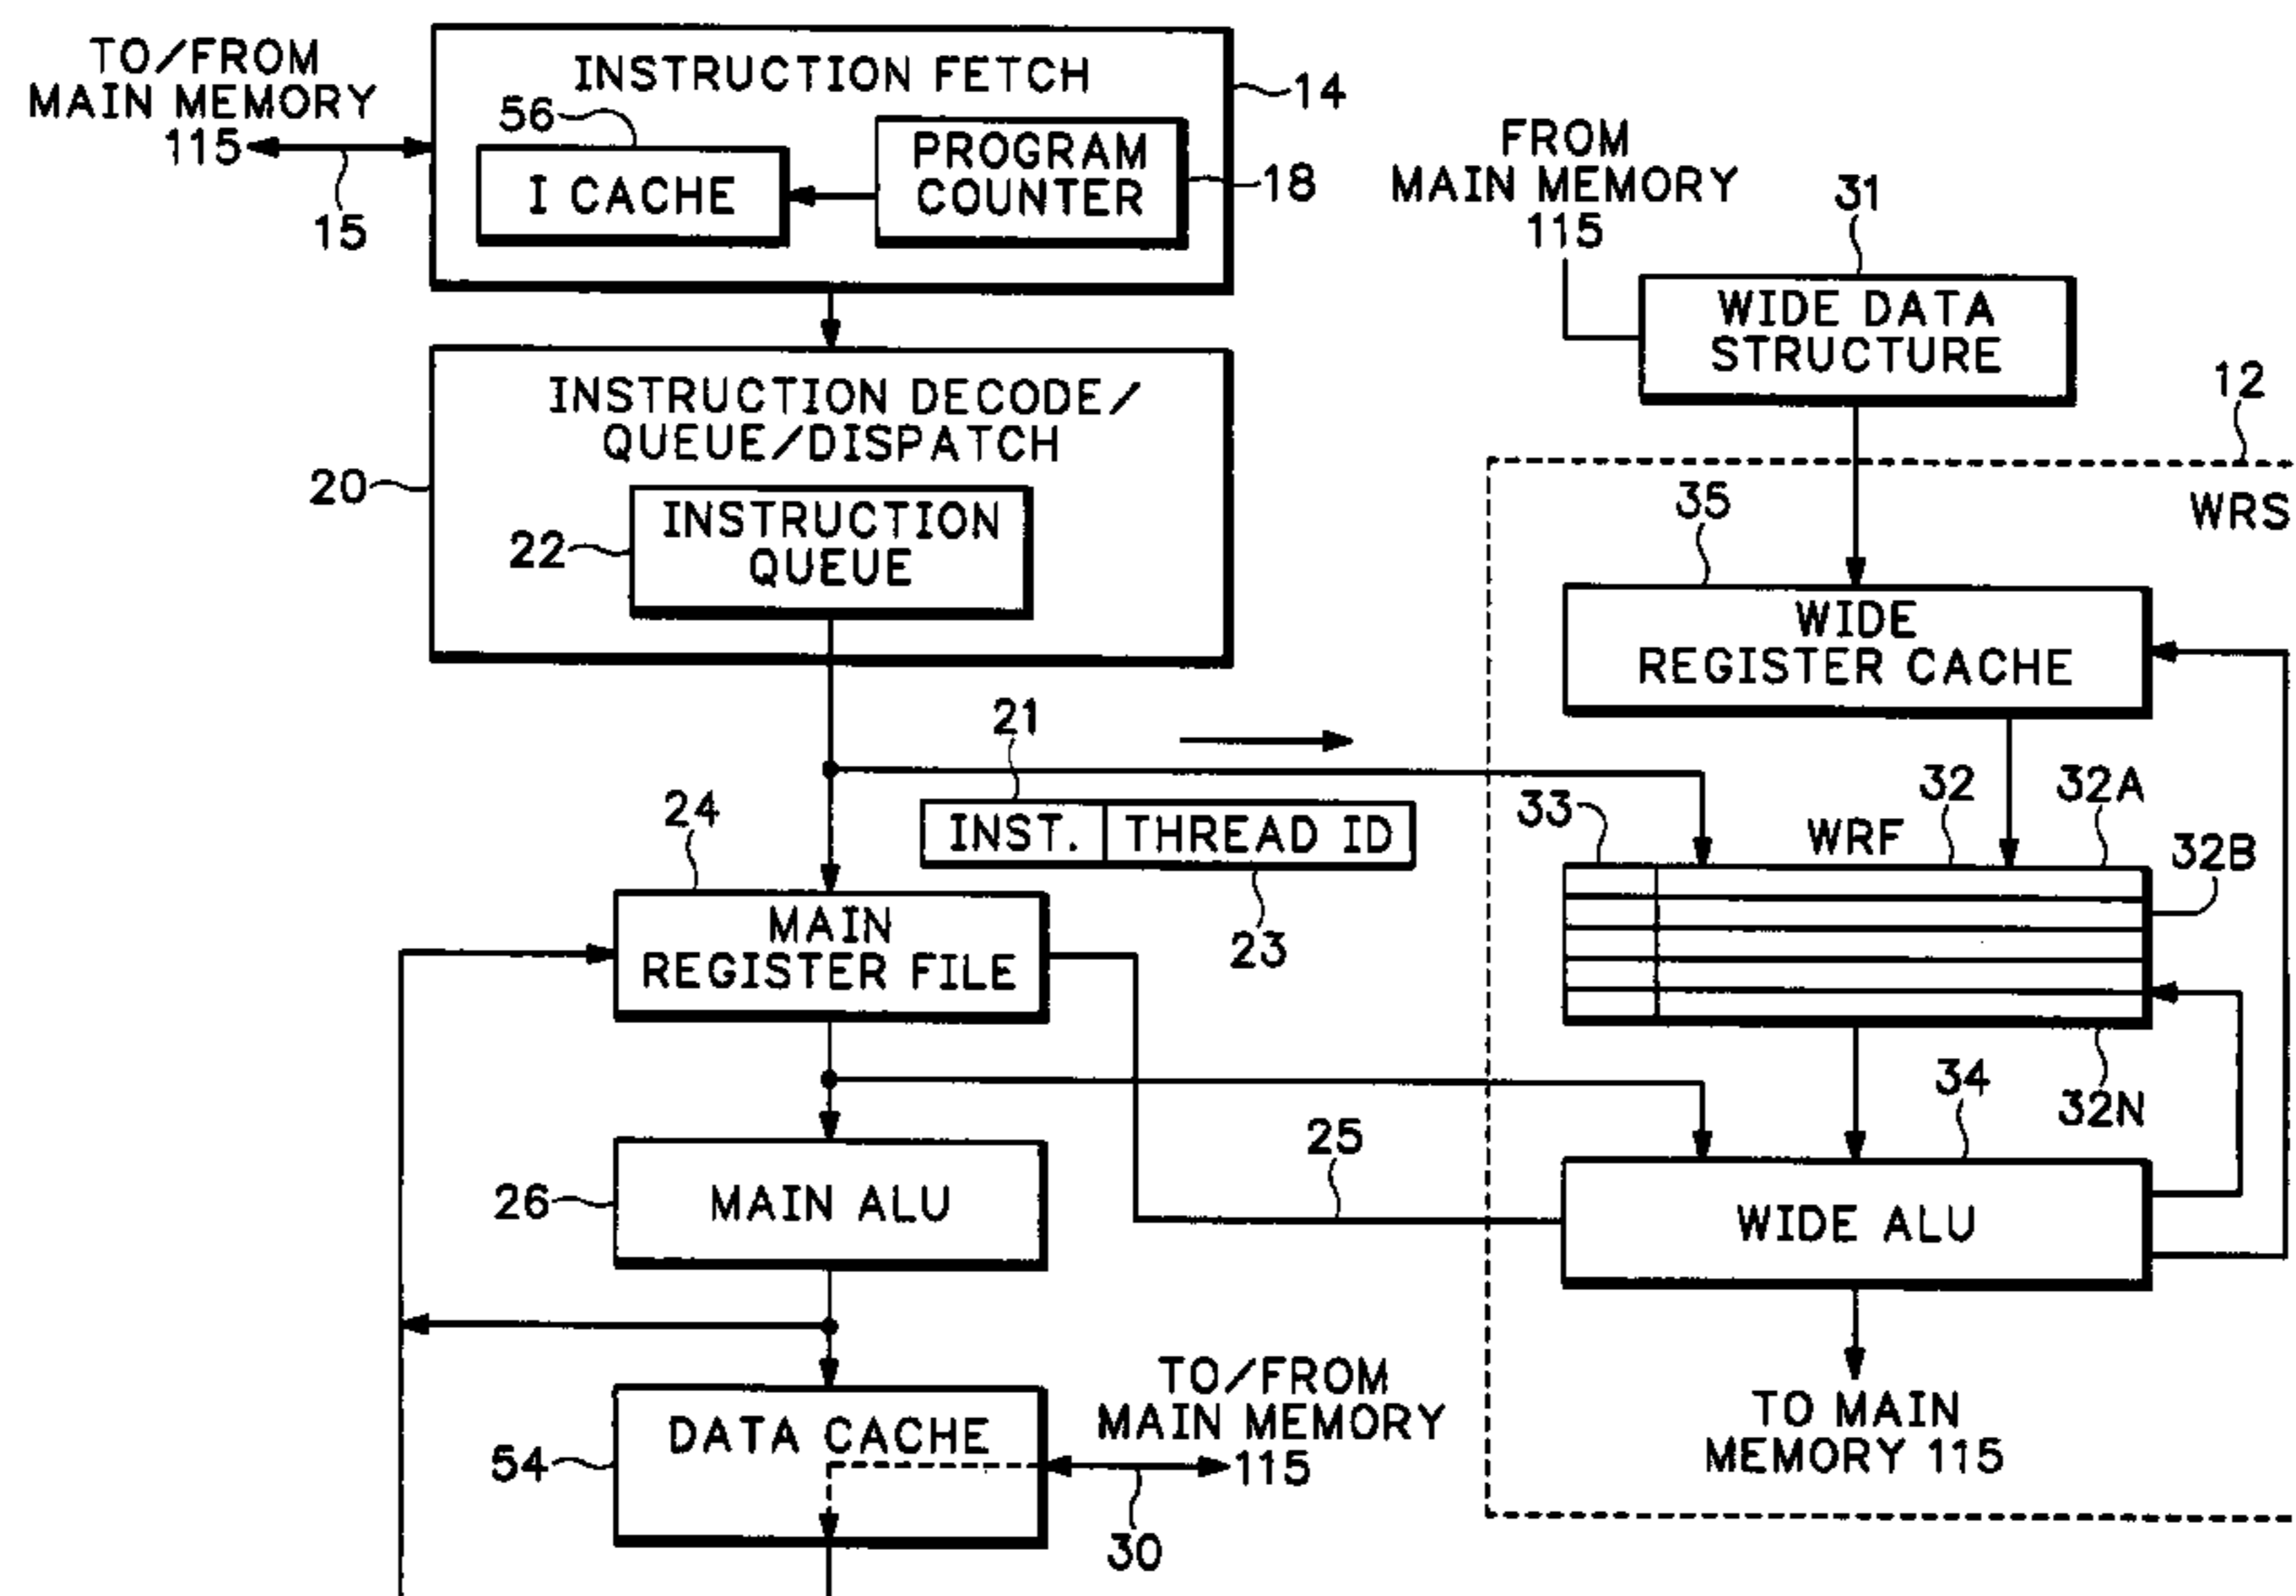 TO/FROM
MAIN MEMORY
115
15
INSTRUCTION FETCH
14
56
I CACHE
PROGRAM
COUNTER
18
FROM
MAIN MEMORY
115
31
WIDE DATA
STRUCTURE
12
WRS
INSTRUCTION DECODE/
QUEUE/DISPATCH
20
22
INSTRUCTION
QUEUE
35
WIDE
REGISTER CACHE
21
INST.
THREAD ID
23
24
MAIN
REGISTER FILE
33
WRF
32
32A
32B
32N
34
WIDE ALU
25
26
MAIN ALU
TO MAIN
MEMORY 115
54
DATA CACHE
TO/FROM
MAIN MEMORY
115
30